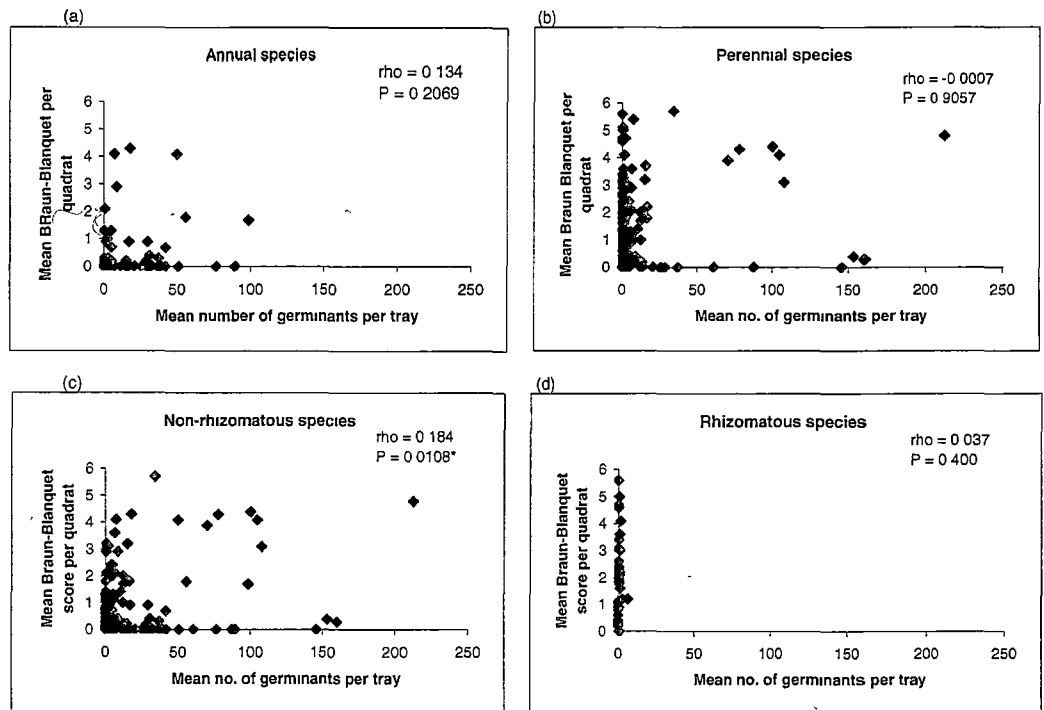 (a)
Annual species
rho = 0 134
P = 0 2069
Mean BRaun-Blanquet per
quadrat
6
5
4
3
2
1
0
0 50 100 150 200 250
Mean number of germinants per tray
(b)
Perennial species
rho = -0 0007
P = 0 9057
Mean Braun Blanquet per
quadrat
6
5
4
3
2
1
0
0 50 100 150 200 250
Mean no. of germinants per tray
(c)
Non-rhizomatous species
rho = 0 184
P = 0 0108*
Mean Braun-Blanquet
score per quadrat
6
5
4
3
2
1
0
0 50 100 150 200 250
Mean no. of germinants per tray
(d)
Rhizomatous species
rho = 0 037
P = 0 400
Mean Braun-Blanquet
score per quadrat
6
5
4
3
2
1
0
0 50 100 150 200 250
Mean no. of germinants per tray